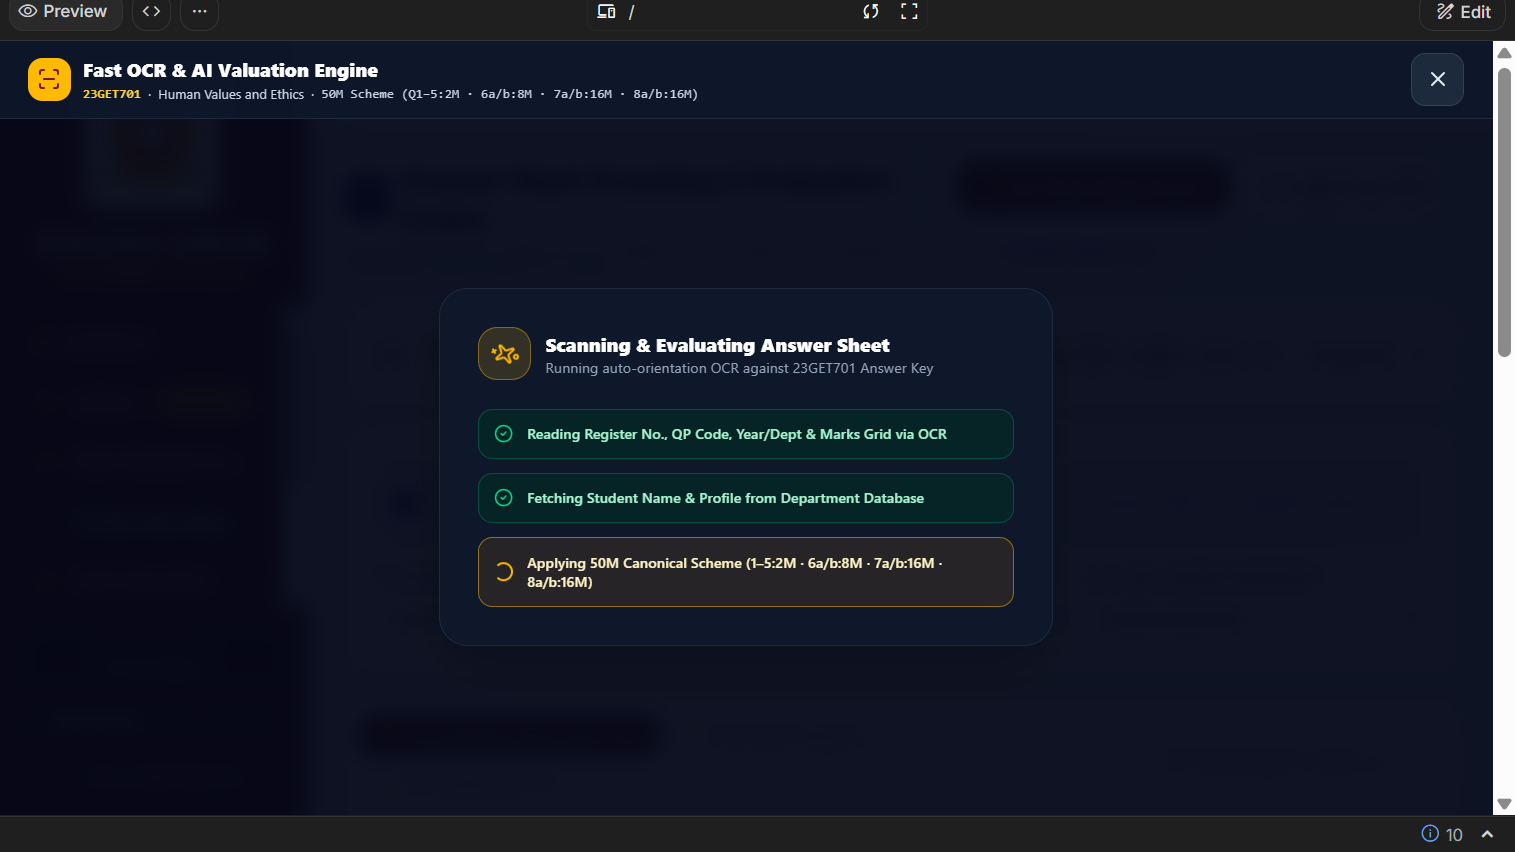 Preview
/
Edit
Fast OCR & AI Valuation Engine
23GET701 · Human Values and Ethics · 50M Scheme (Q1–5:2M · 6a/b:8M · 7a/b:16M · 8a/b:16M)
Scanning & Evaluating Answer Sheet
Running auto-orientation OCR against 23GET701 Answer Key
Reading Register No., QP Code, Year/Dept & Marks Grid via OCR
Fetching Student Name & Profile from Department Database
Applying 50M Canonical Scheme (1–5:2M · 6a/b:8M · 7a/b:16M ·
8a/b:16M)
10